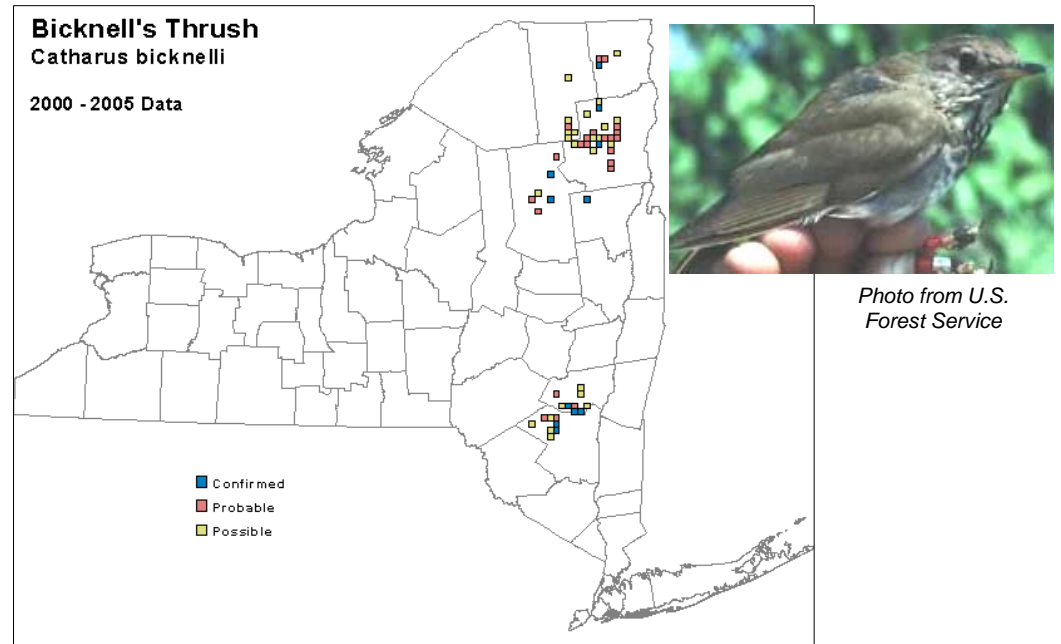 Bicknell's Thrush
Catharus bicknelli
2000 - 2005 Data
Confirmed
Probable
Possible
Photo from U.S.
Forest Service